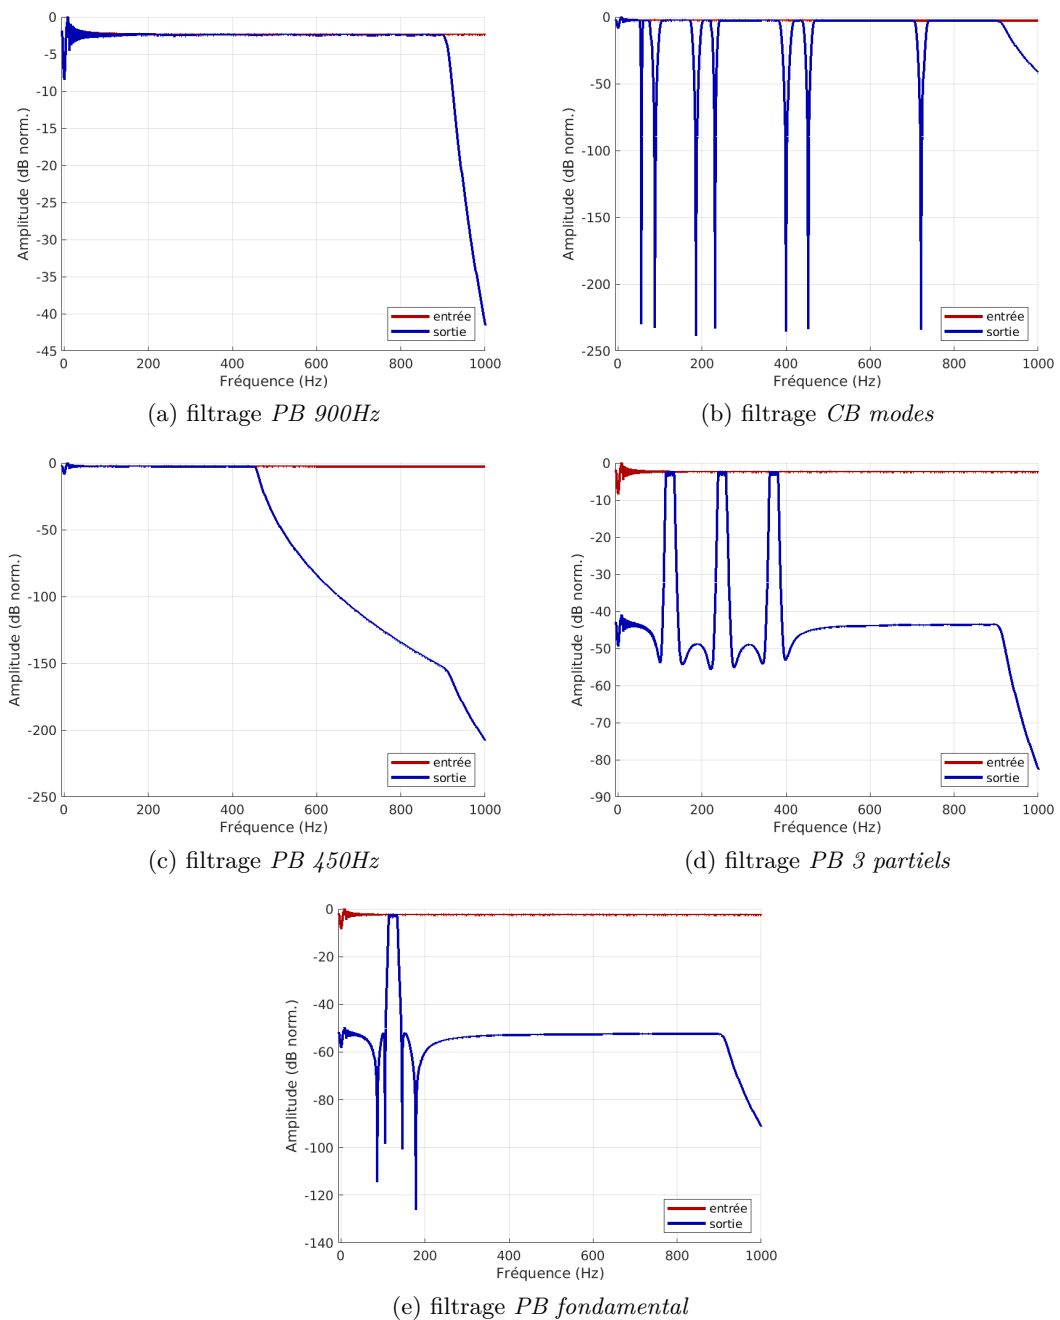 0
-5
-10
-15
-20
-25
-30
-35
-40
-45
Amplitude (dB norm.)
0 200 400 600 800 1000
Fréquence (Hz)
entrée
sortie
(a) filtrage PB 900Hz
0
-50
-100
-150
-200
-250
Amplitude (dB norm.)
0 200 400 600 800 1000
Fréquence (Hz)
entrée
sortie
(b) filtrage CB modes
0
-50
-100
-150
-200
-250
Amplitude (dB norm.)
0 200 400 600 800 1000
Fréquence (Hz)
entrée
sortie
(c) filtrage PB 450Hz
0
-10
-20
-30
-40
-50
-60
-70
-80
-90
Amplitude (dB norm.)
0 200 400 600 800 1000
Fréquence (Hz)
entrée
sortie
(d) filtrage PB 3 partiels
0
-20
-40
-60
-80
-100
-120
-140
Amplitude (dB norm.)
0 200 400 600 800 1000
Fréquence (Hz)
entrée
sortie
(e) filtrage PB fondamental